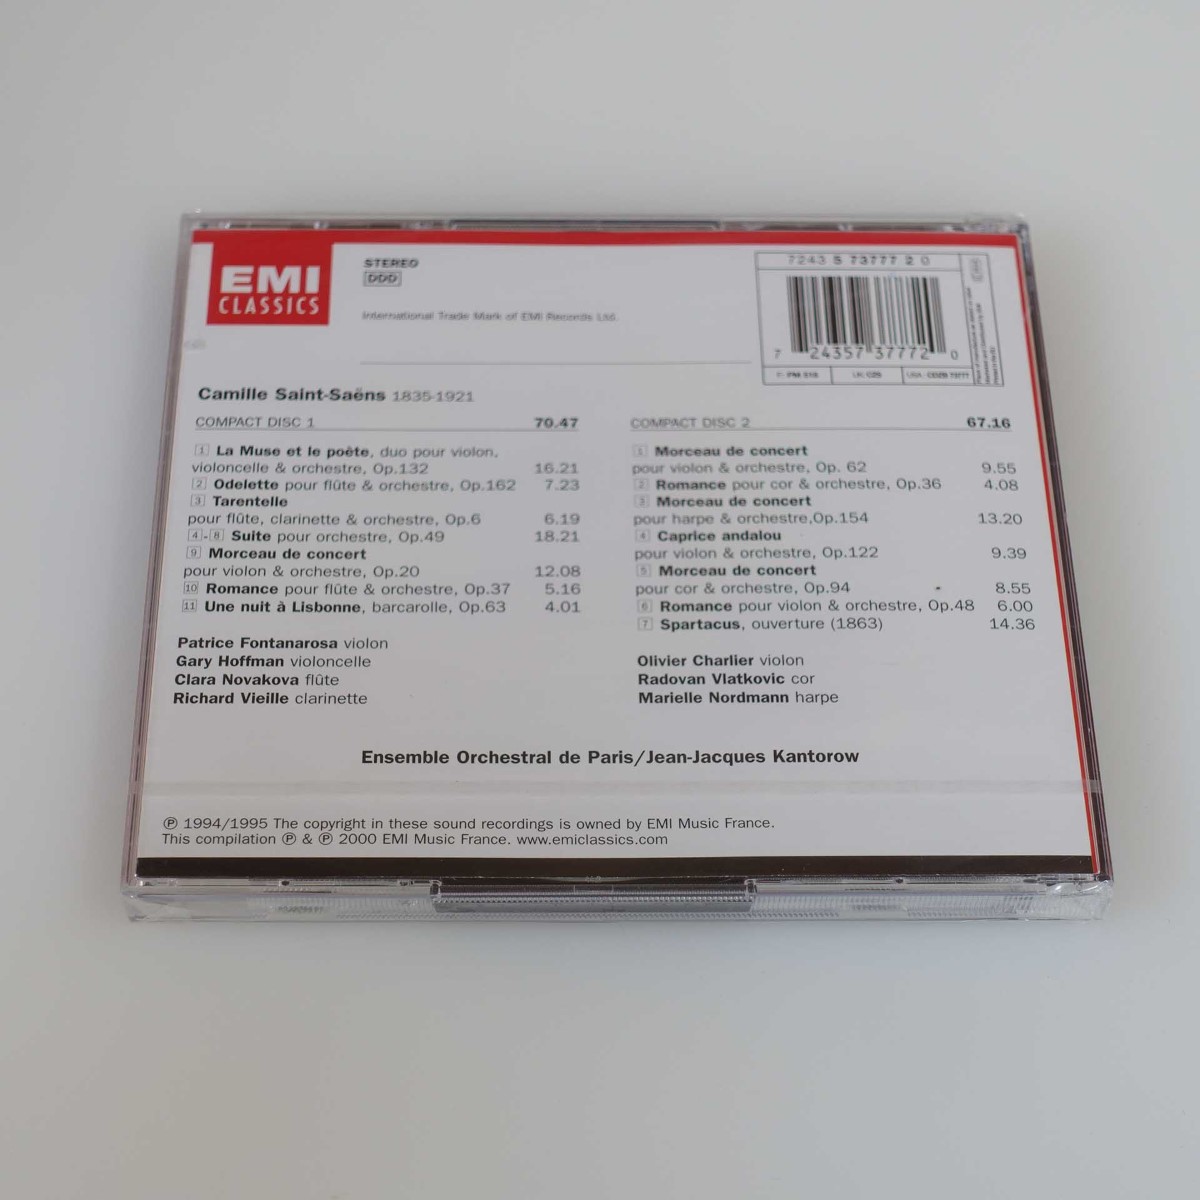 EMI
CLASSICS
STEREO
DDD
International Trade Mark of EMI Records Ltd.
7243 5 73777 2 0
7 24357 37772 0
Camille Saint-Saëns 1835-1921
COMPACT DISC 1 70.47
1 La Muse et le poète, duo pour violon,
violoncelle & orchestre, Op.132 16.21
2 Odelette pour flûte & orchestre, Op.162 7.23
3 Tarentelle
pour flûte, clarinette & orchestre, Op.6 6.19
4-8 Suite pour orchestre, Op.49 18.21
9 Morceau de concert
pour violon & orchestre, Op.20 12.08
10 Romance pour flûte & orchestre, Op.37 5.16
11 Une nuit à Lisbonne, barcarolle, Op.63 4.01
Patrice Fontanarosa violon
Gary Hoffman violoncelle
Clara Novakova flûte
Richard Vieille clarinette
COMPACT DISC 2 67.16
1 Morceau de concert
pour violon & orchestre, Op. 62 9.55
2 Romance pour cor & orchestre, Op.36 4.08
3 Morceau de concert
pour harpe & orchestre,Op.154 13.20
4 Caprice andalou
pour violon & orchestre, Op.122 9.39
5 Morceau de concert
pour cor & orchestre, Op.94 8.55
6 Romance pour violon & orchestre, Op.48 6.00
7 Spartacus, ouverture (1863) 14.36
Olivier Charlier violon
Radovan Vlatkovic cor
Marielle Nordmann harpe
Ensemble Orchestral de Paris/Jean-Jacques Kantorow
℗ 1994/1995 The copyright in these sound recordings is owned by EMI Music France.
This compilation ℗ & ℗ 2000 EMI Music France. www.emiclassics.com